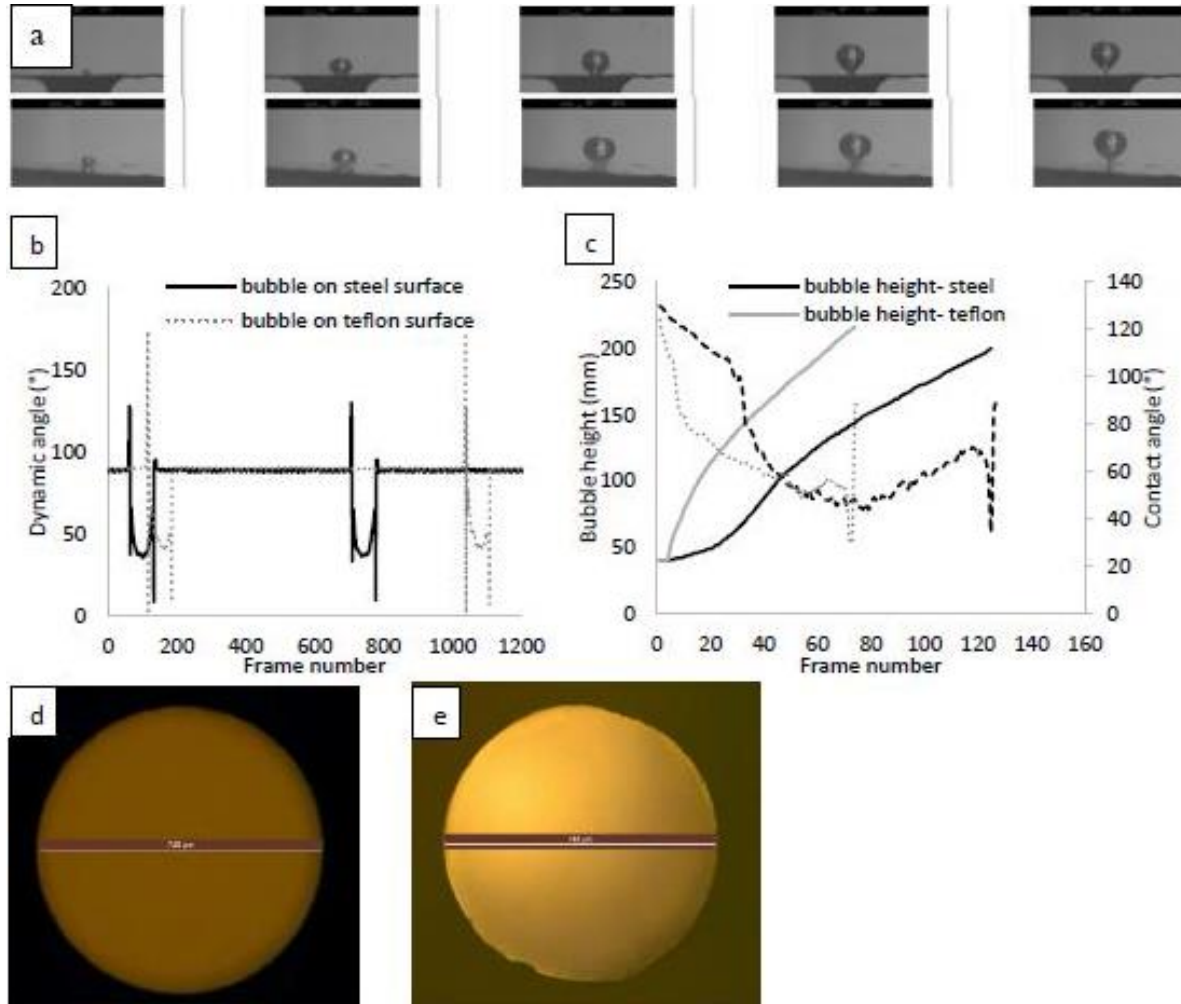 a
b
bubble on steel surface
bubble on teflon surface
Dynamic angle (°)
200
150
100
50
0
0 200 400 600 800 1000 1200
Frame number
c
bubble height- steel
bubble height- teflon
Bubble height (mm)
250
200
150
100
50
0
Contact angle (°)
140
120
100
80
60
40
20
0
0 20 40 60 80 100 120 140 160
Frame number
d
e